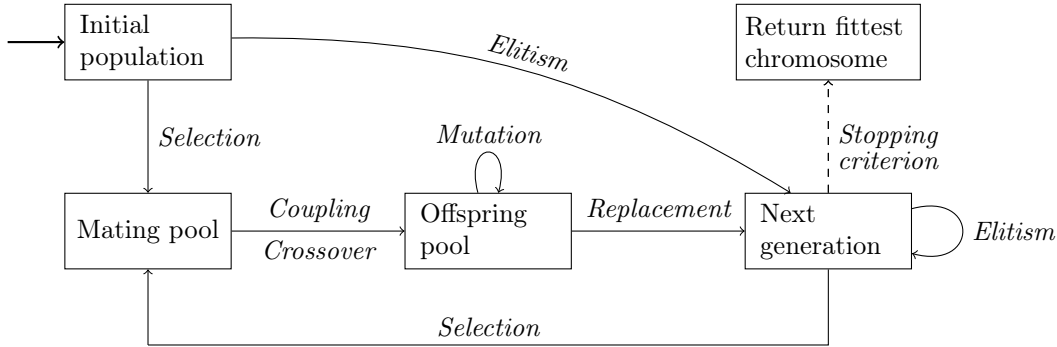 Initial
population
Elitism
Return fittest
chromosome
Selection
Mutation
Stopping
criterion
Mating pool
Coupling
Crossover
Offspring
pool
Replacement
Next
generation
Elitism
Selection